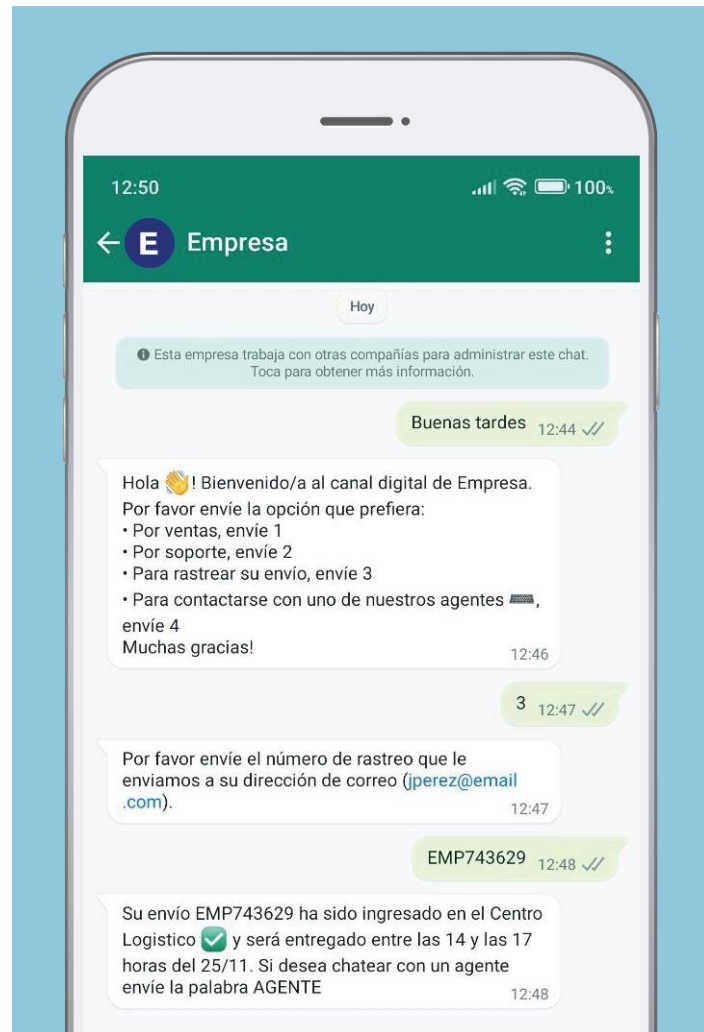 12:50 100%
E Empresa
Hoy
Esta empresa trabaja con otras compañías para administrar este chat.
Toca para obtener más información.
Buenas tardes 12:44
Hola 👋! Bienvenido/a al canal digital de Empresa.
Por favor envíe la opción que prefiera:
• Por ventas, envíe 1
• Por soporte, envíe 2
• Para rastrear su envío, envíe 3
• Para contactarse con uno de nuestros agentes ⌨️,
envíe 4
Muchas gracias!
12:46
3 12:47
Por favor envíe el número de rastreo que le
enviamos a su dirección de correo (jperez@email
.com).
12:47
EMP743629 12:48
Su envío EMP743629 ha sido ingresado en el Centro
Logistico ✅ y será entregado entre las 14 y las 17
horas del 25/11. Si desea chatear con un agente
envíe la palabra AGENTE
12:48